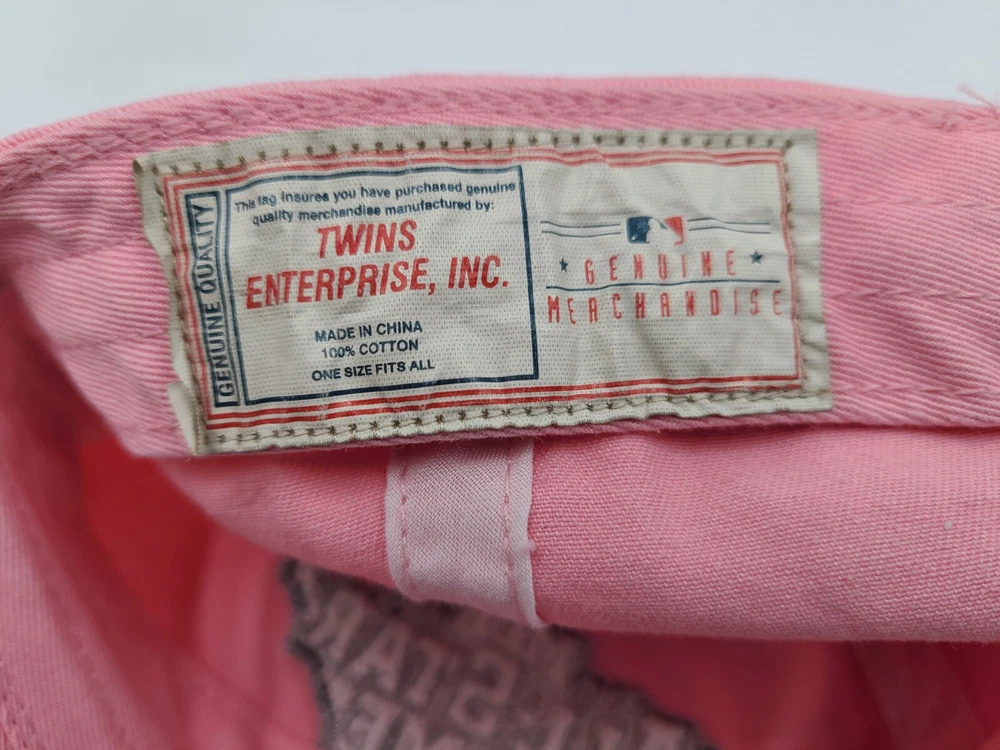 GENUINE QUALITY
This tag insures you have purchased genuine
quality merchandise manufactured by:
TWINS
ENTERPRISE, INC.
MADE IN CHINA
100% COTTON
ONE SIZE FITS ALL
GENUINE
MERCHANDISE